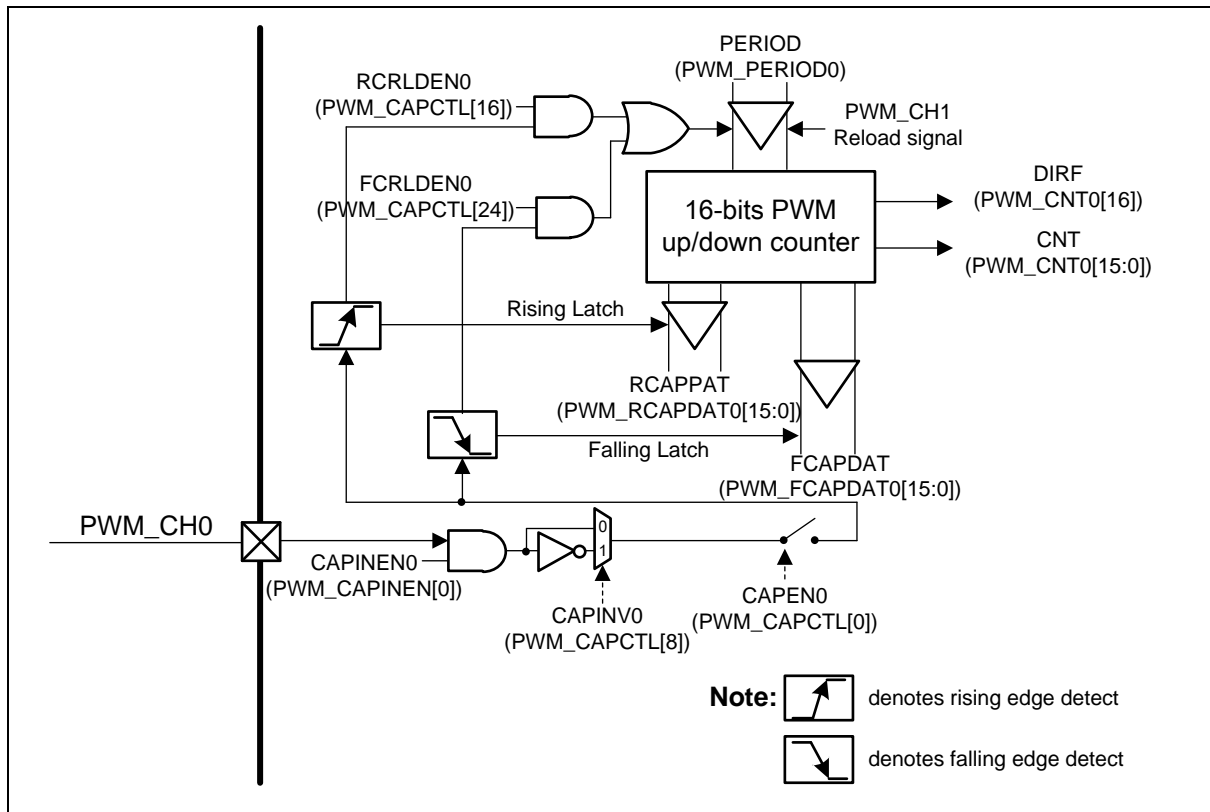 PERIOD
(PWM_PERIOD0)
RCRLDEN0
(PWM_CAPCTL[16])
PWM_CH1
Reload signal
FCRLDEN0
(PWM_CAPCTL[24])
16-bits PWM
up/down counter
DIRF
(PWM_CNT0[16])
CNT
(PWM_CNT0[15:0])
Rising Latch
RCAPPAT
(PWM_RCAPDAT0[15:0])
Falling Latch
FCAPDAT
(PWM_FCAPDAT0[15:0])
PWM_CH0
CAPINEN0
(PWM_CAPINEN[0])
0
1
CAPINV0
(PWM_CAPCTL[8])
CAPEN0
(PWM_CAPCTL[0])
Note:
denotes rising edge detect
denotes falling edge detect